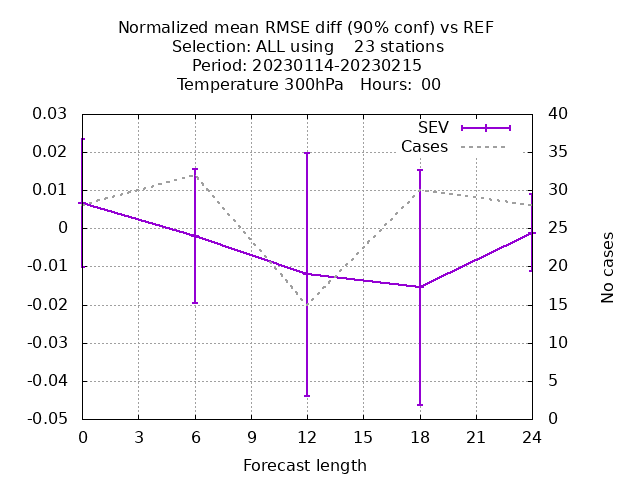 Normalized mean RMSE diff (90% conf) vs REF
Selection: ALL using    23 stations
Period: 20230114-20230215
Temperature 300hPa   Hours:  00
0.03
0.02
0.01
0
-0.01
-0.02
-0.03
-0.04
-0.05
SEV
Cases
40
35
30
25
20
15
10
5
0
No cases
0 3 6 9 12 15 18 21 24
Forecast length